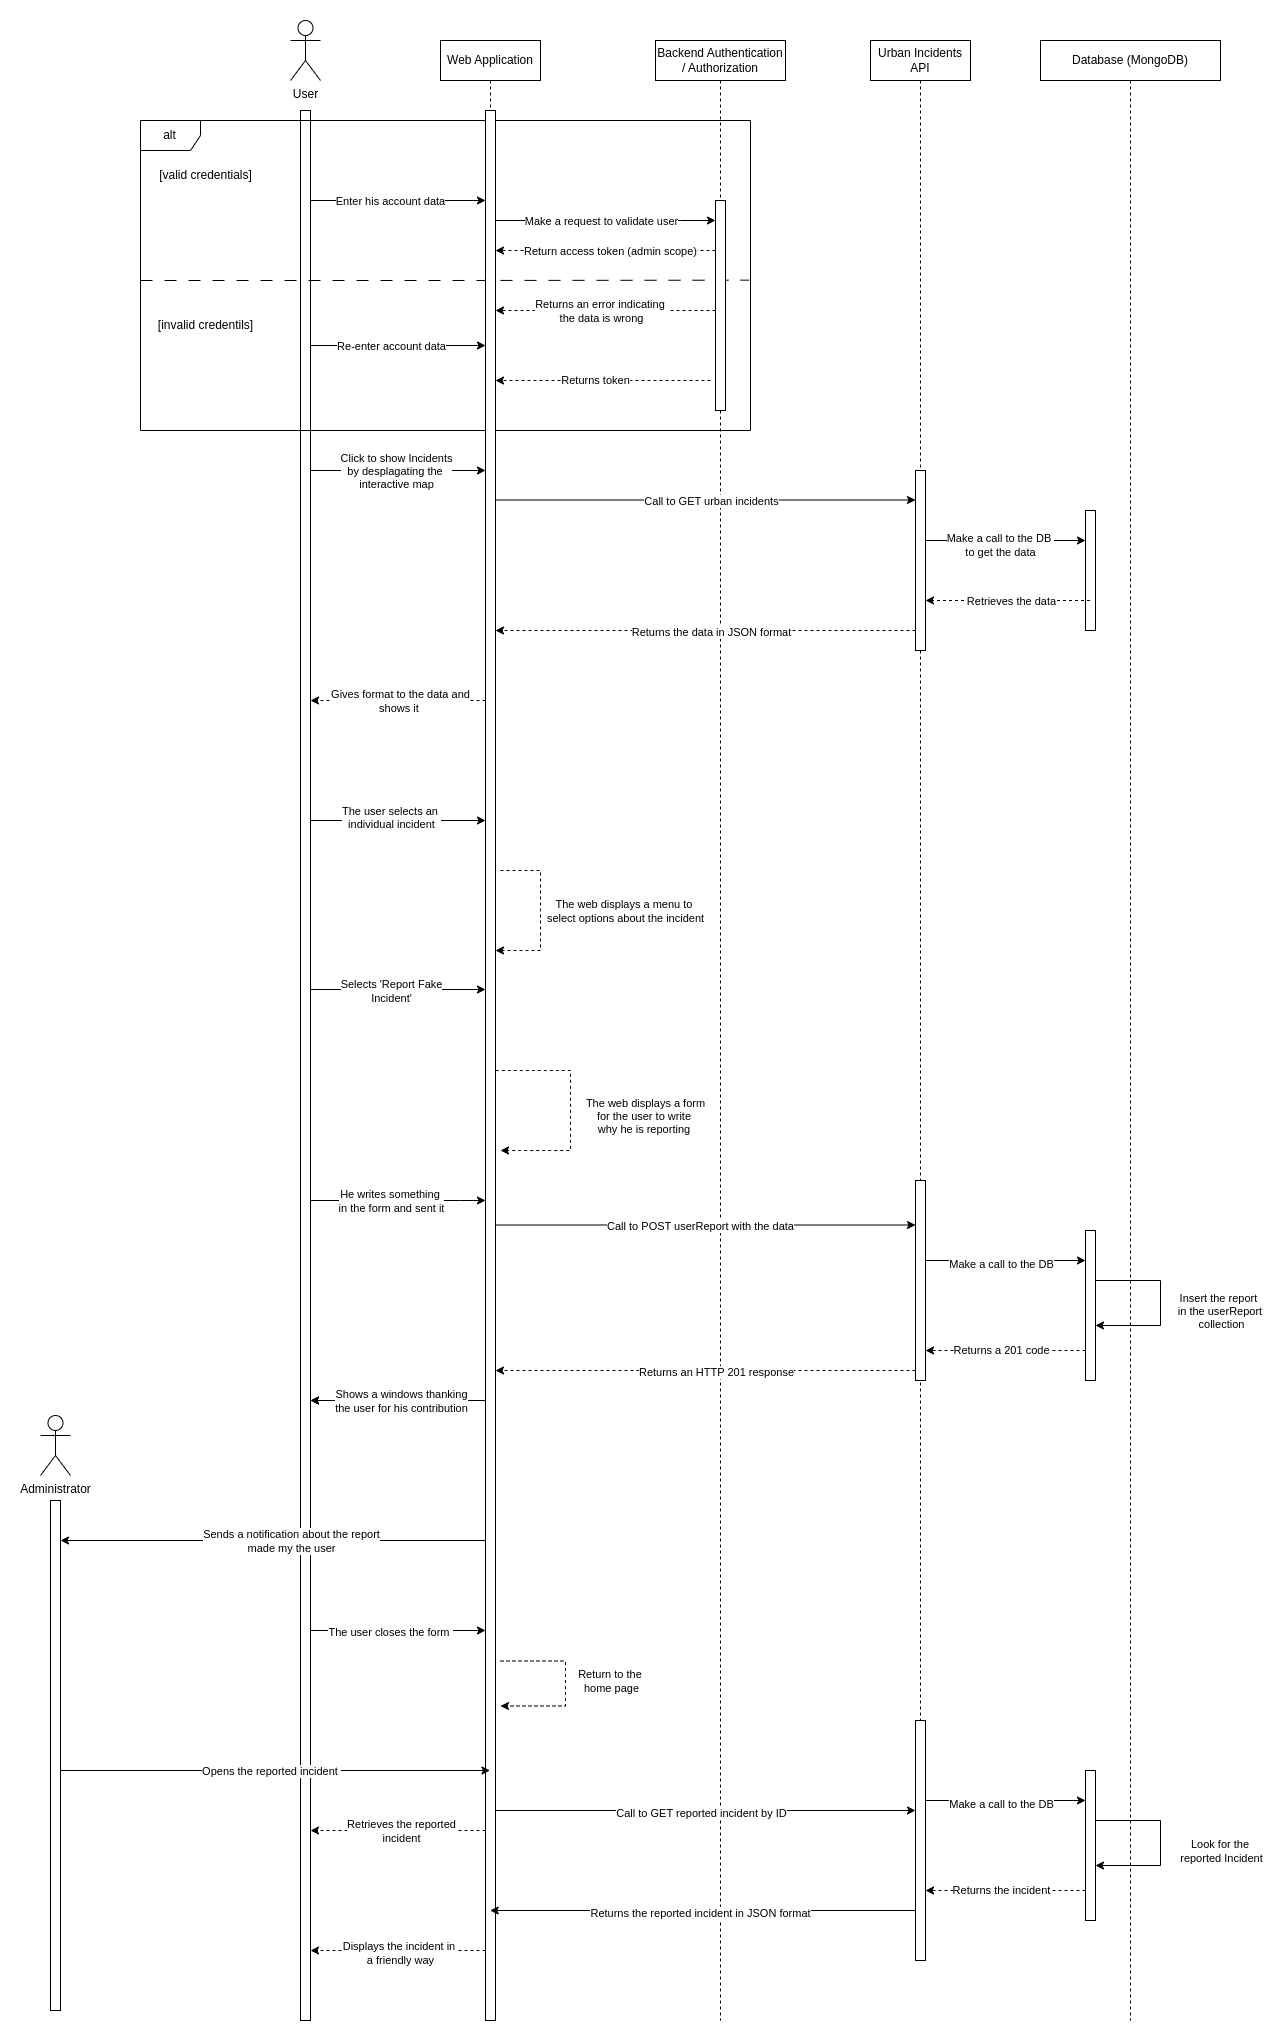 User
Web Application
Backend Authentication
/ Authorization
Urban Incidents
API
Database (MongoDB)
alt
[valid credentials]
Enter his account data
Make a request to validate user
Return access token (admin scope)
Returns an error indicating
the data is wrong
[invalid credentils]
Re-enter account data
Returns token
Click to show Incidents
by desplagating the
interactive map
Call to GET urban incidents
Make a call to the DB
to get the data
Retrieves the data
Returns the data in JSON format
Gives format to the data and
shows it
The user selects an
individual incident
The web displays a menu to
select options about the incident
Selects 'Report Fake
Incident'
The web displays a form
for the user to write
why he is reporting
He writes something
in the form and sent it
Call to POST userReport with the data
Make a call to the DB
Insert the report
in the userReport
collection
Returns a 201 code
Returns an HTTP 201 response
Shows a windows thanking
the user for his contribution
Administrator
Sends a notification about the report
made my the user
The user closes the form
Return to the
home page
Opens the reported incident
Make a call to the DB
Call to GET reported incident by ID
Retrieves the reported
incident
Look for the
reported Incident
Returns the incident
Returns the reported incident in JSON format
Displays the incident in
a friendly way